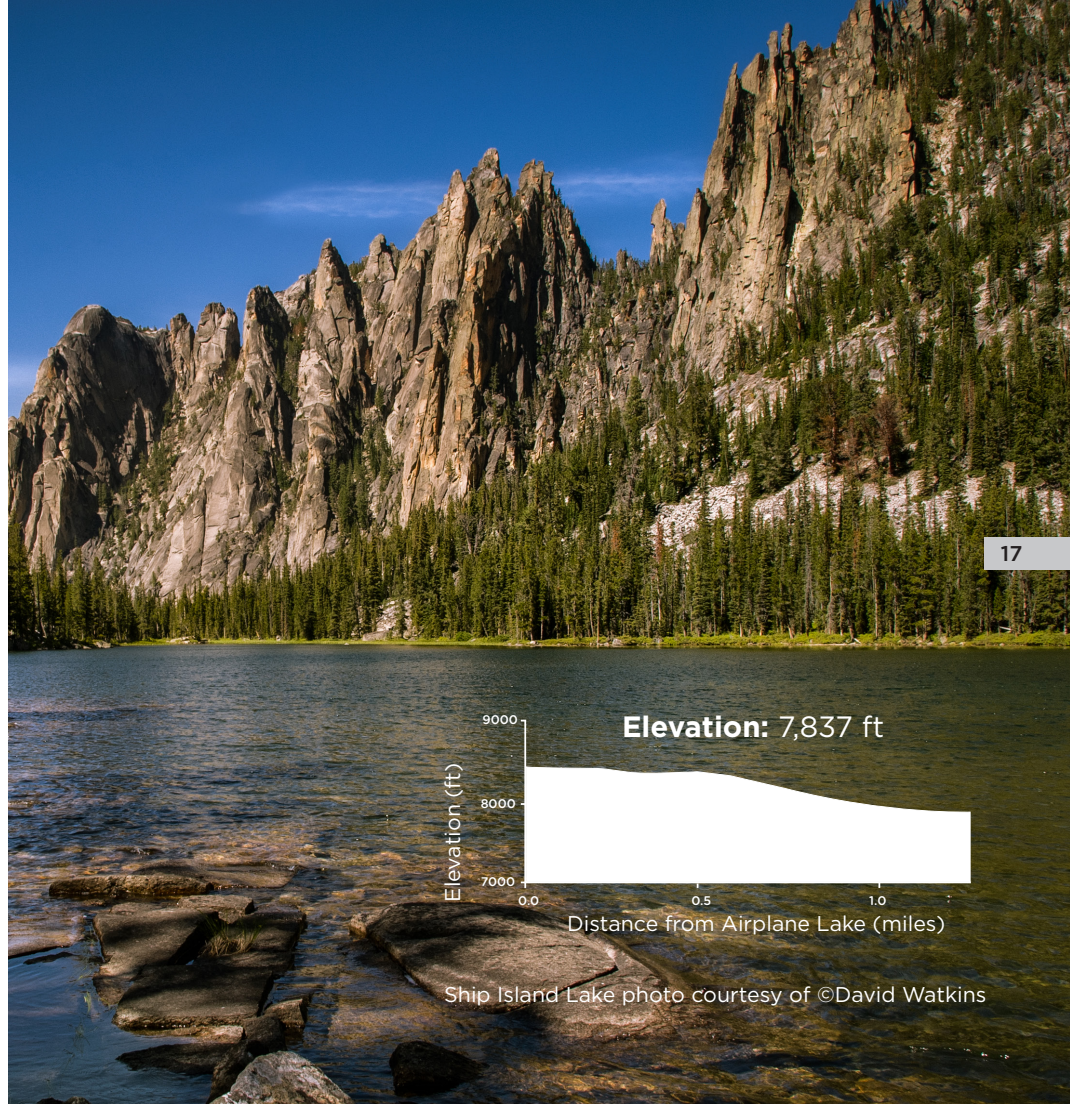 17
Elevation: 7,837 ft
9000
8000
7000
Elevation (ft)
0.0
0.5
1.0
Distance from Airplane Lake (miles)
Ship Island Lake photo courtesy of ©David Watkins